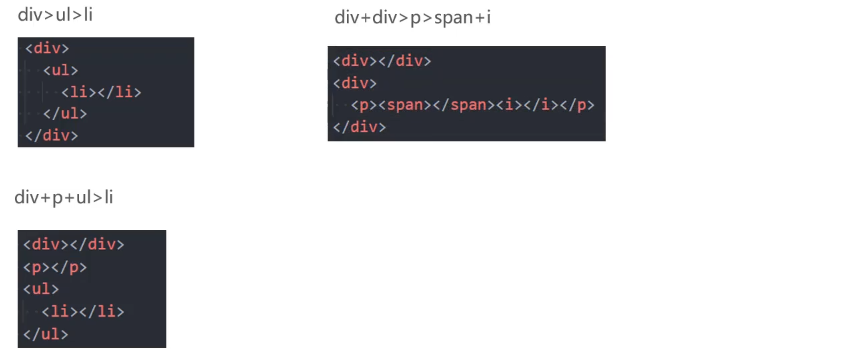 div>ul>li
<div>
<ul>
<li></li>
</ul>
</div>
div+div>p>span+i
<div></div>
<div>
<p><span></span><i></i></p>
</div>
div+p+ul>li
<div></div>
<p></p>
<ul>
<li></li>
</ul>